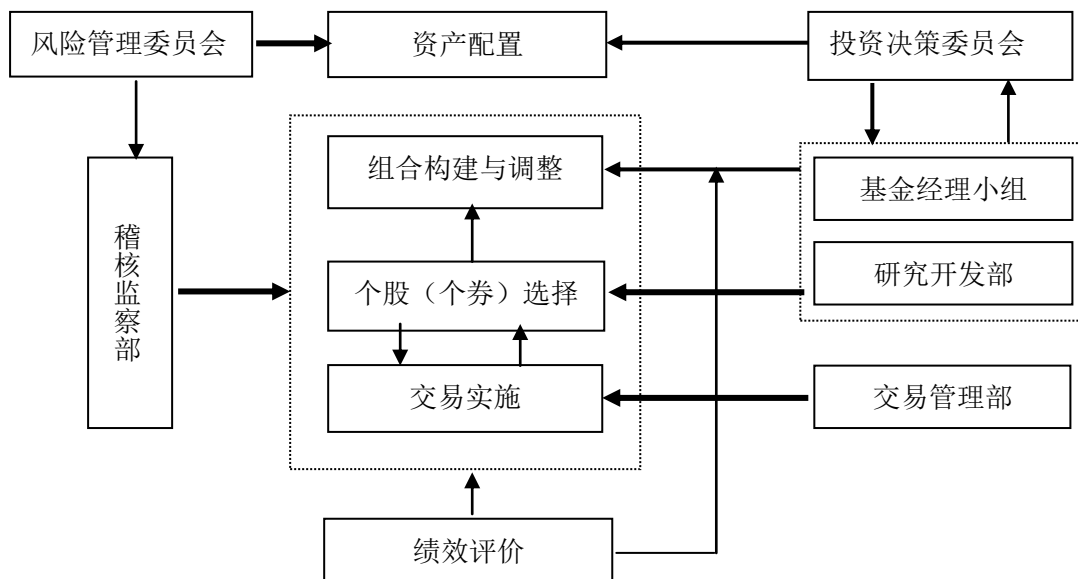 风险管理委员会
资产配置
投资决策委员会
组合构建与调整
基金经理小组
稽核监察部
个股（个券）选择
研究开发部
交易实施
交易管理部
绩效评价